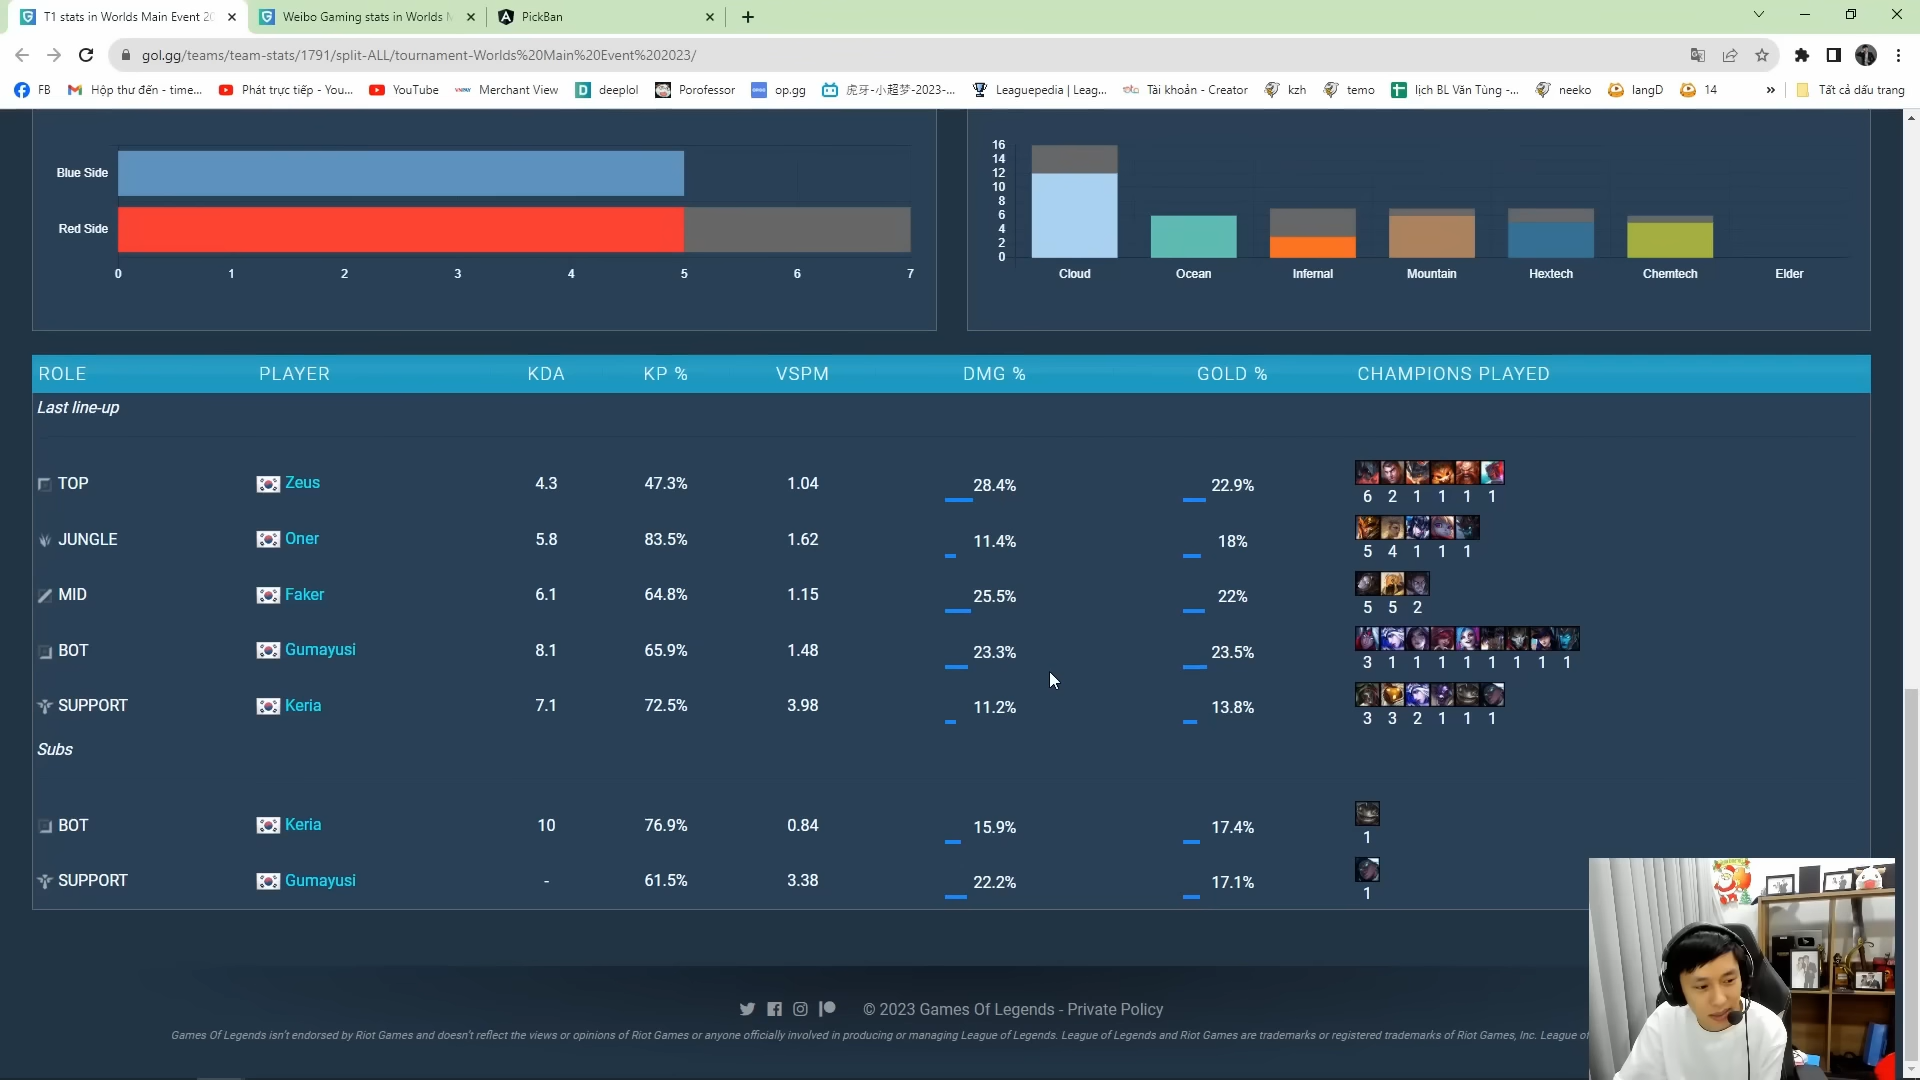 T1 stats in Worlds Main Event 20
Weibo Gaming stats in Worlds M
PickBan
gol.gg/teams/team-stats/1791/split-ALL/tournament-Worlds%20Main%20Event%202023/
FB
Hộp thư đến - time...
Phát trực tiếp - You...
YouTube
Merchant View
deeplol
Porofessor
op.gg
虎牙-小超梦-2023-...
Leaguepedia | Leag...
Tài khoản - Creator
kzh
temo
lịch BL Văn Tùng -...
neeko
langD
14
»
Tất cả dấu trang
Blue Side
Red Side
0 1 2 3 4 5 6 7
16
14
12
10
8
6
4
2
0
Cloud Ocean Infernal Mountain Hextech Chemtech Elder
ROLE PLAYER KDA KP % VSPM DMG % GOLD % CHAMPIONS PLAYED
Last line-up
TOP Zeus 4.3 47.3% 1.04 28.4% 22.9%
6 2 1 1 1 1
JUNGLE Oner 5.8 83.5% 1.62 11.4% 18%
5 4 1 1 1
MID Faker 6.1 64.8% 1.15 25.5% 22%
5 5 2
BOT Gumayusi 8.1 65.9% 1.48 23.3% 23.5%
3 1 1 1 1 1 1 1 1
SUPPORT Keria 7.1 72.5% 3.98 11.2% 13.8%
3 3 2 1 1 1
Subs
BOT Keria 10 76.9% 0.84 15.9% 17.4%
1
SUPPORT Gumayusi - 61.5% 3.38 22.2% 17.1%
1
© 2023 Games Of Legends - Private Policy
Games Of Legends isn't endorsed by Riot Games and doesn't reflect the views or opinions of Riot Games or anyone officially involved in producing or managing League of Legends. League of Legends and Riot Games are trademarks or registered trademarks of Riot Games, Inc. League of